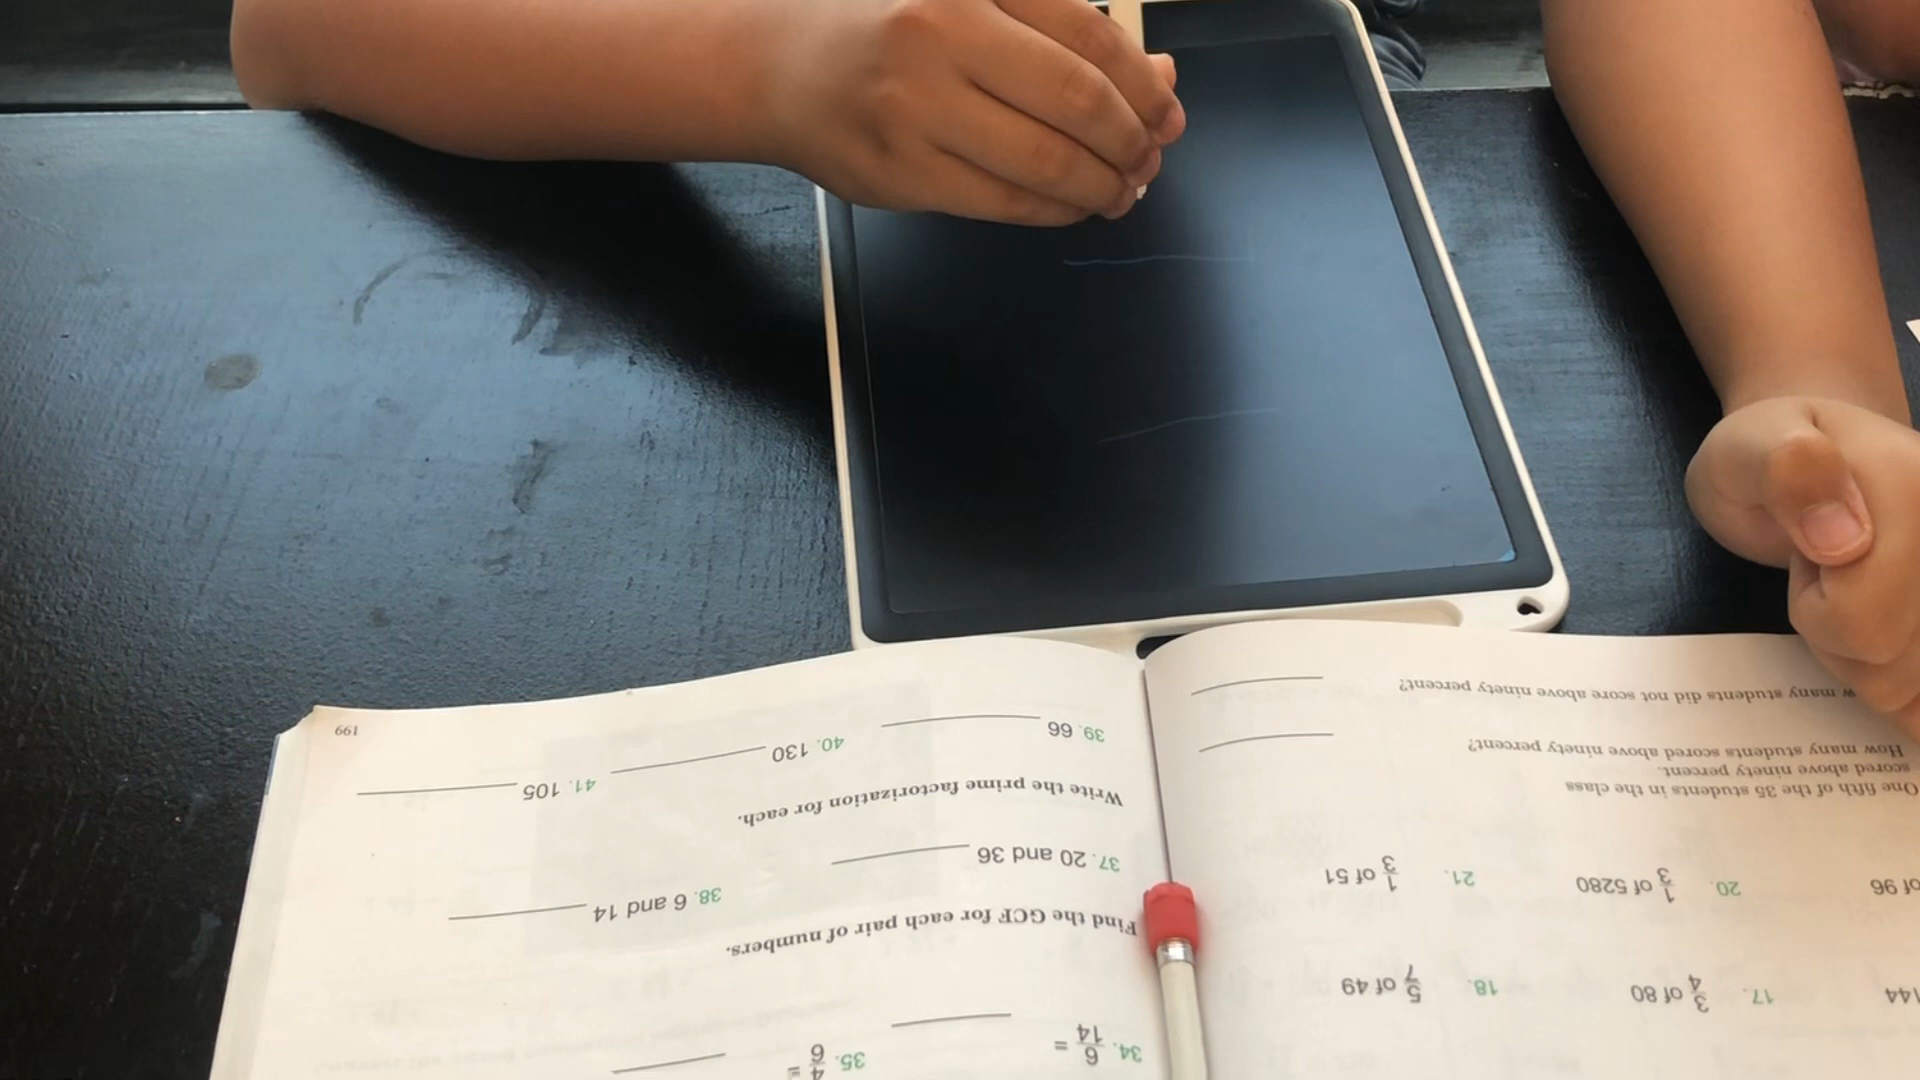 144 17. 3/4 of 80 18. 5/7 of 49
of 96 20. 1/3 of 5280 21. 1/3 of 51
One fifth of the 35 students in the class
scored above ninety percent.
How many students scored above ninety percent?
many students did not score above ninety percent?
34. 6/14 = 35. 4/6 =
Find the GCF for each pair of numbers.
37. 20 and 36 38. 6 and 14
Write the prime factorization for each.
39. 66 40. 130 41. 105
199